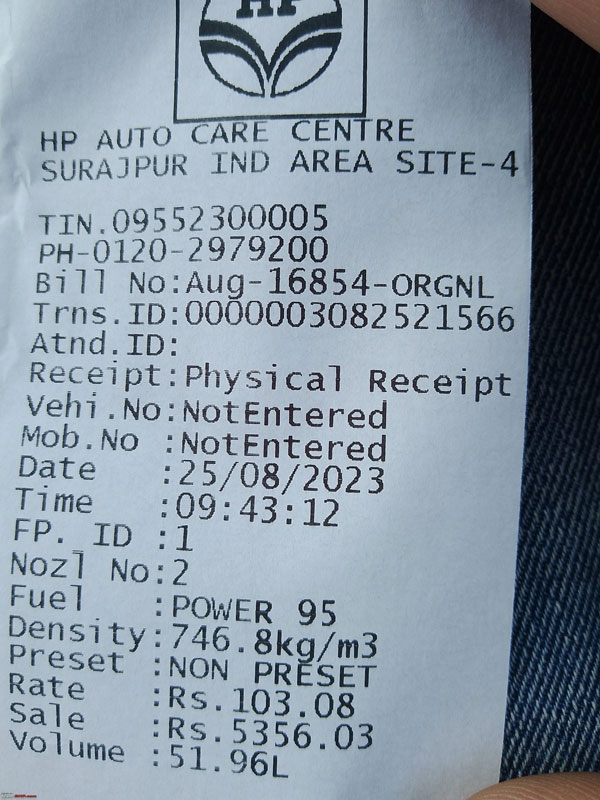 HP
HP AUTO CARE CENTRE
SURAJPUR IND AREA SITE-4
TIN.09552300005
PH-0120-2979200
Bill No:Aug-16854-ORGNL
Trns.ID:0000003082521566
Atnd.ID:
Receipt:Physical Receipt
Vehi.No:NotEntered
Mob.No :NotEntered
Date :25/08/2023
Time :09:43:12
FP. ID :1
Nozl No:2
Fuel :POWER 95
Density:746.8kg/m3
Preset :NON PRESET
Rate :Rs.103.08
Sale :Rs.5356.03
Volume :51.96L